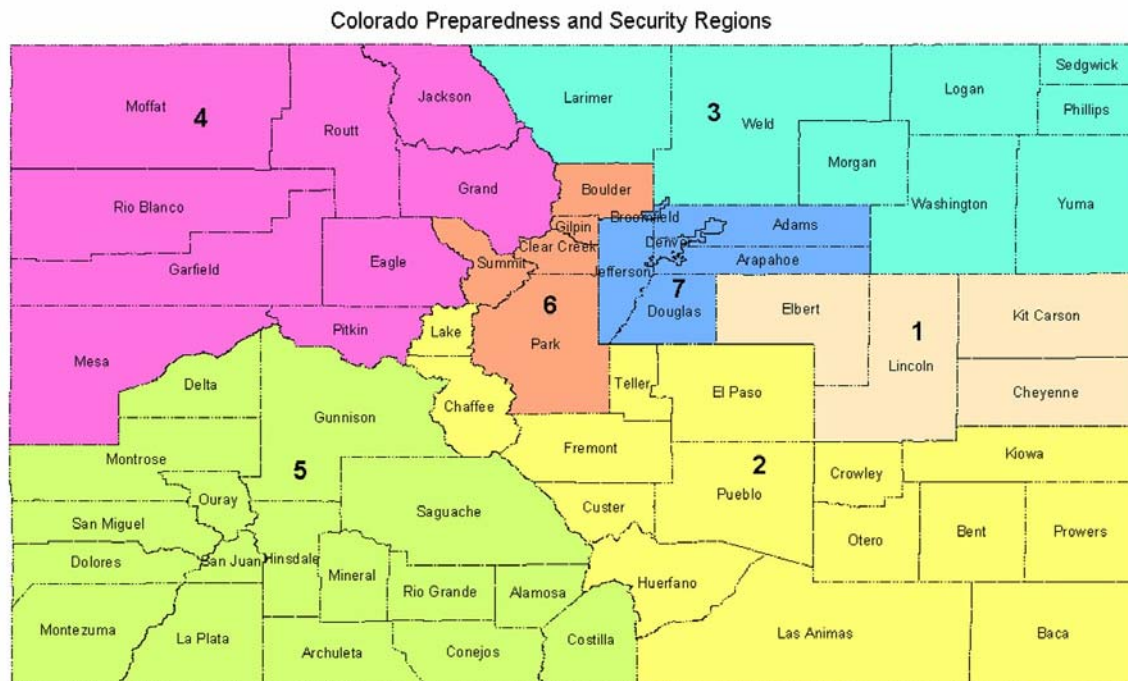 Colorado Preparedness and Security Regions
Sedgwick
Moffat
4
Jackson
Larimer
3
Weld
Logan
Phillips
Routt
Morgan
Grand
Boulder
Rio Blanco
Washington
Yuma
Broomfield
Gilpin
Adams
Denver
Clear Creek
Arapahoe
Garfield
Eagle
Summit
Jefferson
7
6
Douglas
Elbert
Kit Carson
1
Pitkin
Lake
Park
Lincoln
Mesa
Delta
Teller
El Paso
Cheyenne
Gunnison
Chaffee
Montrose
Fremont
2
Kiowa
5
Crowley
Ouray
Pueblo
San Miguel
Saguache
Custer
Otero
Bent
Prowers
Dolores
San Juan
Hinsdale
Mineral
Rio Grande
Alamosa
Huerfano
Montezuma
La Plata
Archuleta
Conejos
Costilla
Las Animas
Baca